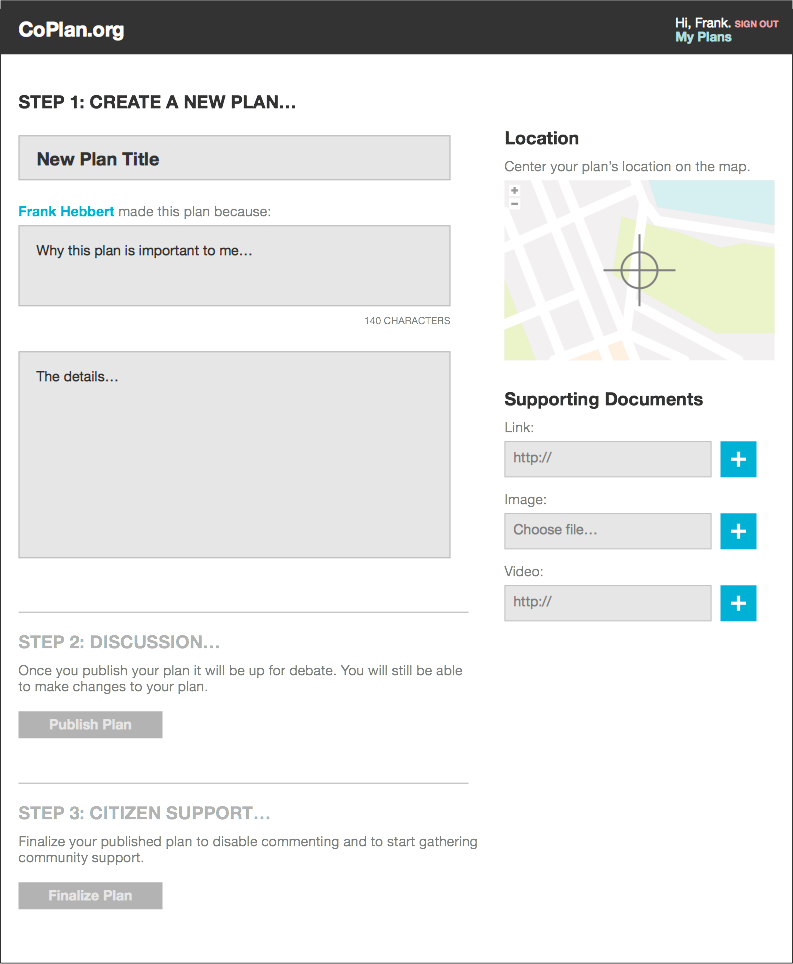 CoPlan.org
Hi, Frank. SIGN OUT
My Plans
STEP 1: CREATE A NEW PLAN…
New Plan Title
Frank Hebbert made this plan because:
Why this plan is important to me…
140 CHARACTERS
The details…
Location
Center your plan's location on the map.
+
−
Supporting Documents
Link:
http://
+
Image:
Choose file…
+
Video:
http://
+
STEP 2: DISCUSSION…
Once you publish your plan it will be up for debate. You will still be able
to make changes to your plan.
Publish Plan
STEP 3: CITIZEN SUPPORT…
Finalize your published plan to disable commenting and to start gathering
community support.
Finalize Plan